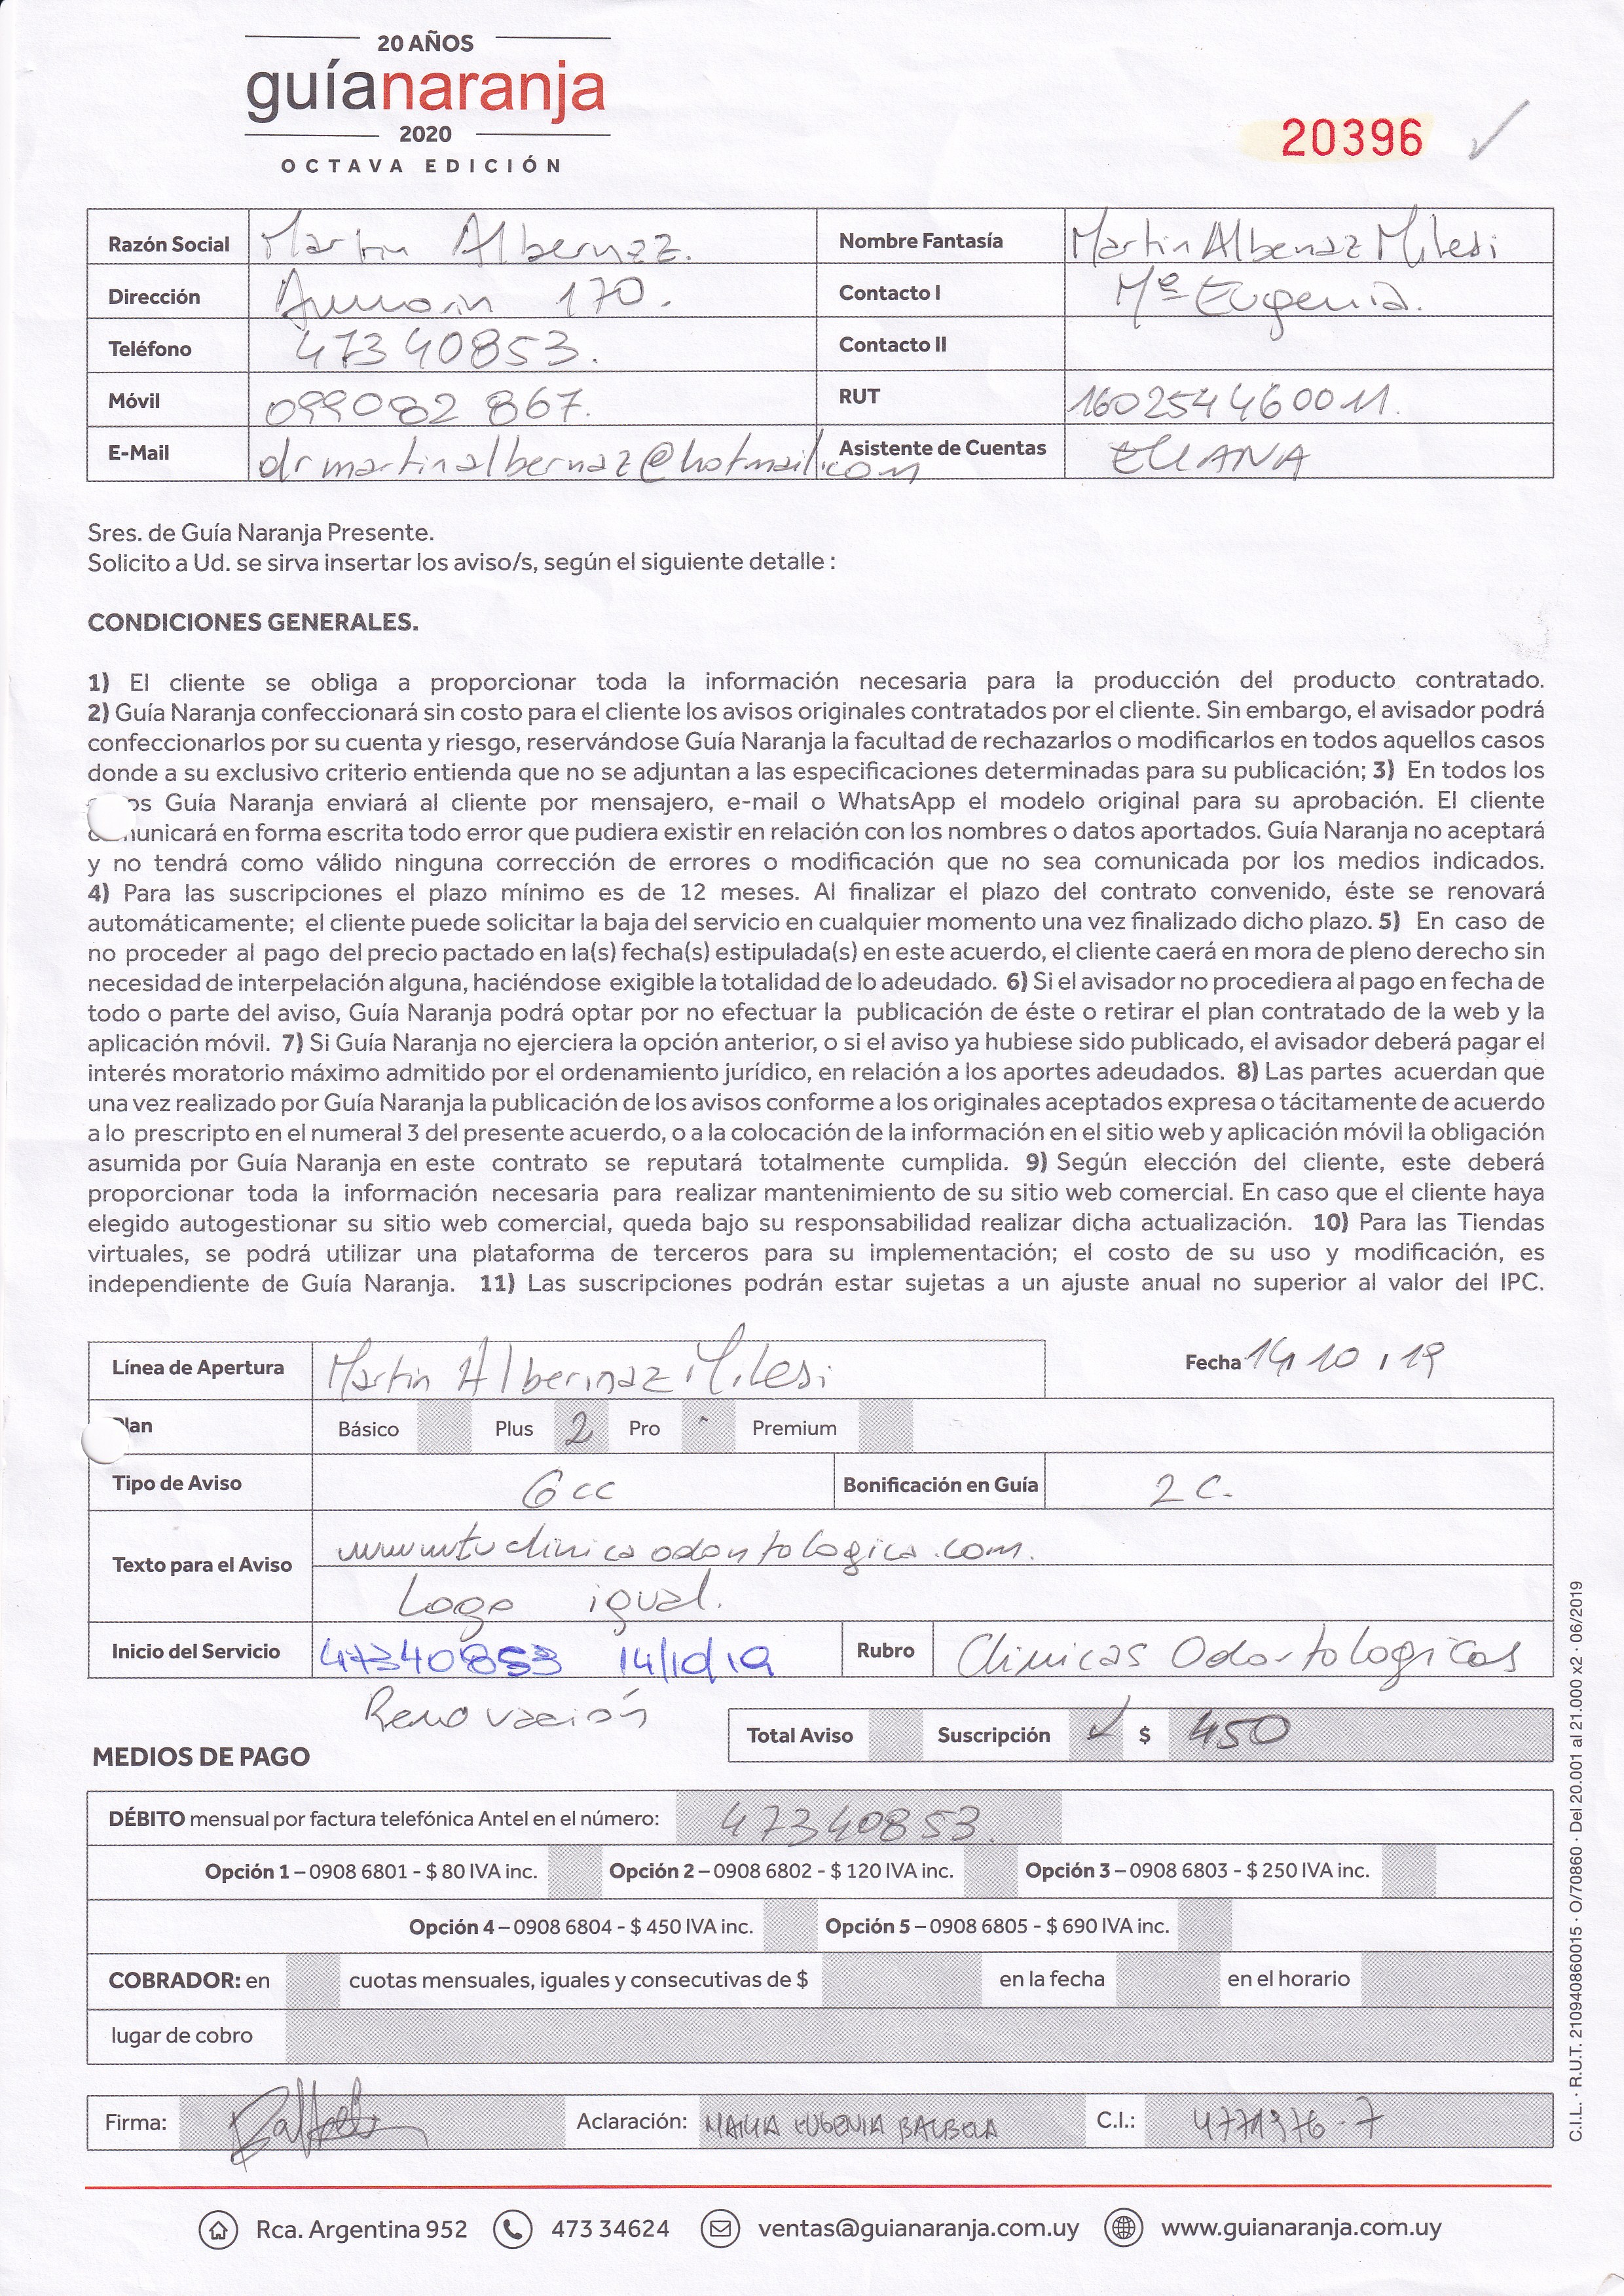 20 AÑOS
guíanaranja
2020
OCTAVA EDICIÓN
20396
Razón Social Martin Albernaz. Nombre Fantasía Martin Albernaz Milesi
Dirección 170. Contacto I Mª Eugenia.
Teléfono 47340853. Contacto II
Móvil 099082 867. RUT 160254460011.
E-Mail drmartinalbernaz@hotmail.com Asistente de Cuentas ELIANA
Sres. de Guía Naranja Presente.
Solicito a Ud. se sirva insertar los aviso/s, según el siguiente detalle :
CONDICIONES GENERALES.
1) El cliente se obliga a proporcionar toda la información necesaria para la producción del producto contratado.
2) Guía Naranja confeccionará sin costo para el cliente los avisos originales contratados por el cliente. Sin embargo, el avisador podrá
confeccionarlos por su cuenta y riesgo, reservándose Guía Naranja la facultad de rechazarlos o modificarlos en todos aquellos casos
donde a su exclusivo criterio entienda que no se adjuntan a las especificaciones determinadas para su publicación; 3) En todos los
Guía Naranja enviará al cliente por mensajero, e-mail o WhatsApp el modelo original para su aprobación. El cliente
comunicará en forma escrita todo error que pudiera existir en relación con los nombres o datos aportados. Guía Naranja no aceptará
y no tendrá como válido ninguna corrección de errores o modificación que no sea comunicada por los medios indicados.
4) Para las suscripciones el plazo mínimo es de 12 meses. Al finalizar el plazo del contrato convenido, éste se renovará
automáticamente; el cliente puede solicitar la baja del servicio en cualquier momento una vez finalizado dicho plazo. 5) En caso de
no proceder al pago del precio pactado en la(s) fecha(s) estipulada(s) en este acuerdo, el cliente caerá en mora de pleno derecho sin
necesidad de interpelación alguna, haciéndose exigible la totalidad de lo adeudado. 6) Si el avisador no procediera al pago en fecha de
todo o parte del aviso, Guía Naranja podrá optar por no efectuar la publicación de éste o retirar el plan contratado de la web y la
aplicación móvil. 7) Si Guía Naranja no ejerciera la opción anterior, o si el aviso ya hubiese sido publicado, el avisador deberá pagar el
interés moratorio máximo admitido por el ordenamiento jurídico, en relación a los aportes adeudados. 8) Las partes acuerdan que
una vez realizado por Guía Naranja la publicación de los avisos conforme a los originales aceptados expresa o tácitamente de acuerdo
a lo prescripto en el numeral 3 del presente acuerdo, o a la colocación de la información en el sitio web y aplicación móvil la obligación
asumida por Guía Naranja en este contrato se reputará totalmente cumplida. 9) Según elección del cliente, este deberá
proporcionar toda la información necesaria para realizar mantenimiento de su sitio web comercial. En caso que el cliente haya
elegido autogestionar su sitio web comercial, queda bajo su responsabilidad realizar dicha actualización. 10) Para las Tiendas
virtuales, se podrá utilizar una plataforma de terceros para su implementación; el costo de su uso y modificación, es
independiente de Guía Naranja. 11) Las suscripciones podrán estar sujetas a un ajuste anual no superior al valor del IPC.
Línea de Apertura Martin Albernaz Milesi Fecha 14/10/19
Plan Básico Plus 2 Pro Premium
Tipo de Aviso 6cc Bonificación en Guía 2 C.
Texto para el Aviso www.tuclinicaodontologica.com.
Logo igual.
Inicio del Servicio 47340853 14/10/19 Rubro Clinicas Odontologicas
Renovación
Total Aviso Suscripción ✓ $ 450
MEDIOS DE PAGO
DÉBITO mensual por factura telefónica Antel en el número: 47340853.
Opción 1 – 0908 6801 - $ 80 IVA inc. Opción 2 – 0908 6802 - $ 120 IVA inc. Opción 3 – 0908 6803 - $ 250 IVA inc.
Opción 4 – 0908 6804 - $ 450 IVA inc. Opción 5 – 0908 6805 - $ 690 IVA inc.
COBRADOR: en cuotas mensuales, iguales y consecutivas de $ en la fecha en el horario
lugar de cobro
Firma: Aclaración: MARIA EUGENIA BALBELA C.I.: 4771976-7
Rca. Argentina 952 473 34624 ventas@guianaranja.com.uy www.guianaranja.com.uy
C.I.L. · R.U.T. 210940860015 · O/70860 · Del 20.001 al 21.000 x2 · 06/2019